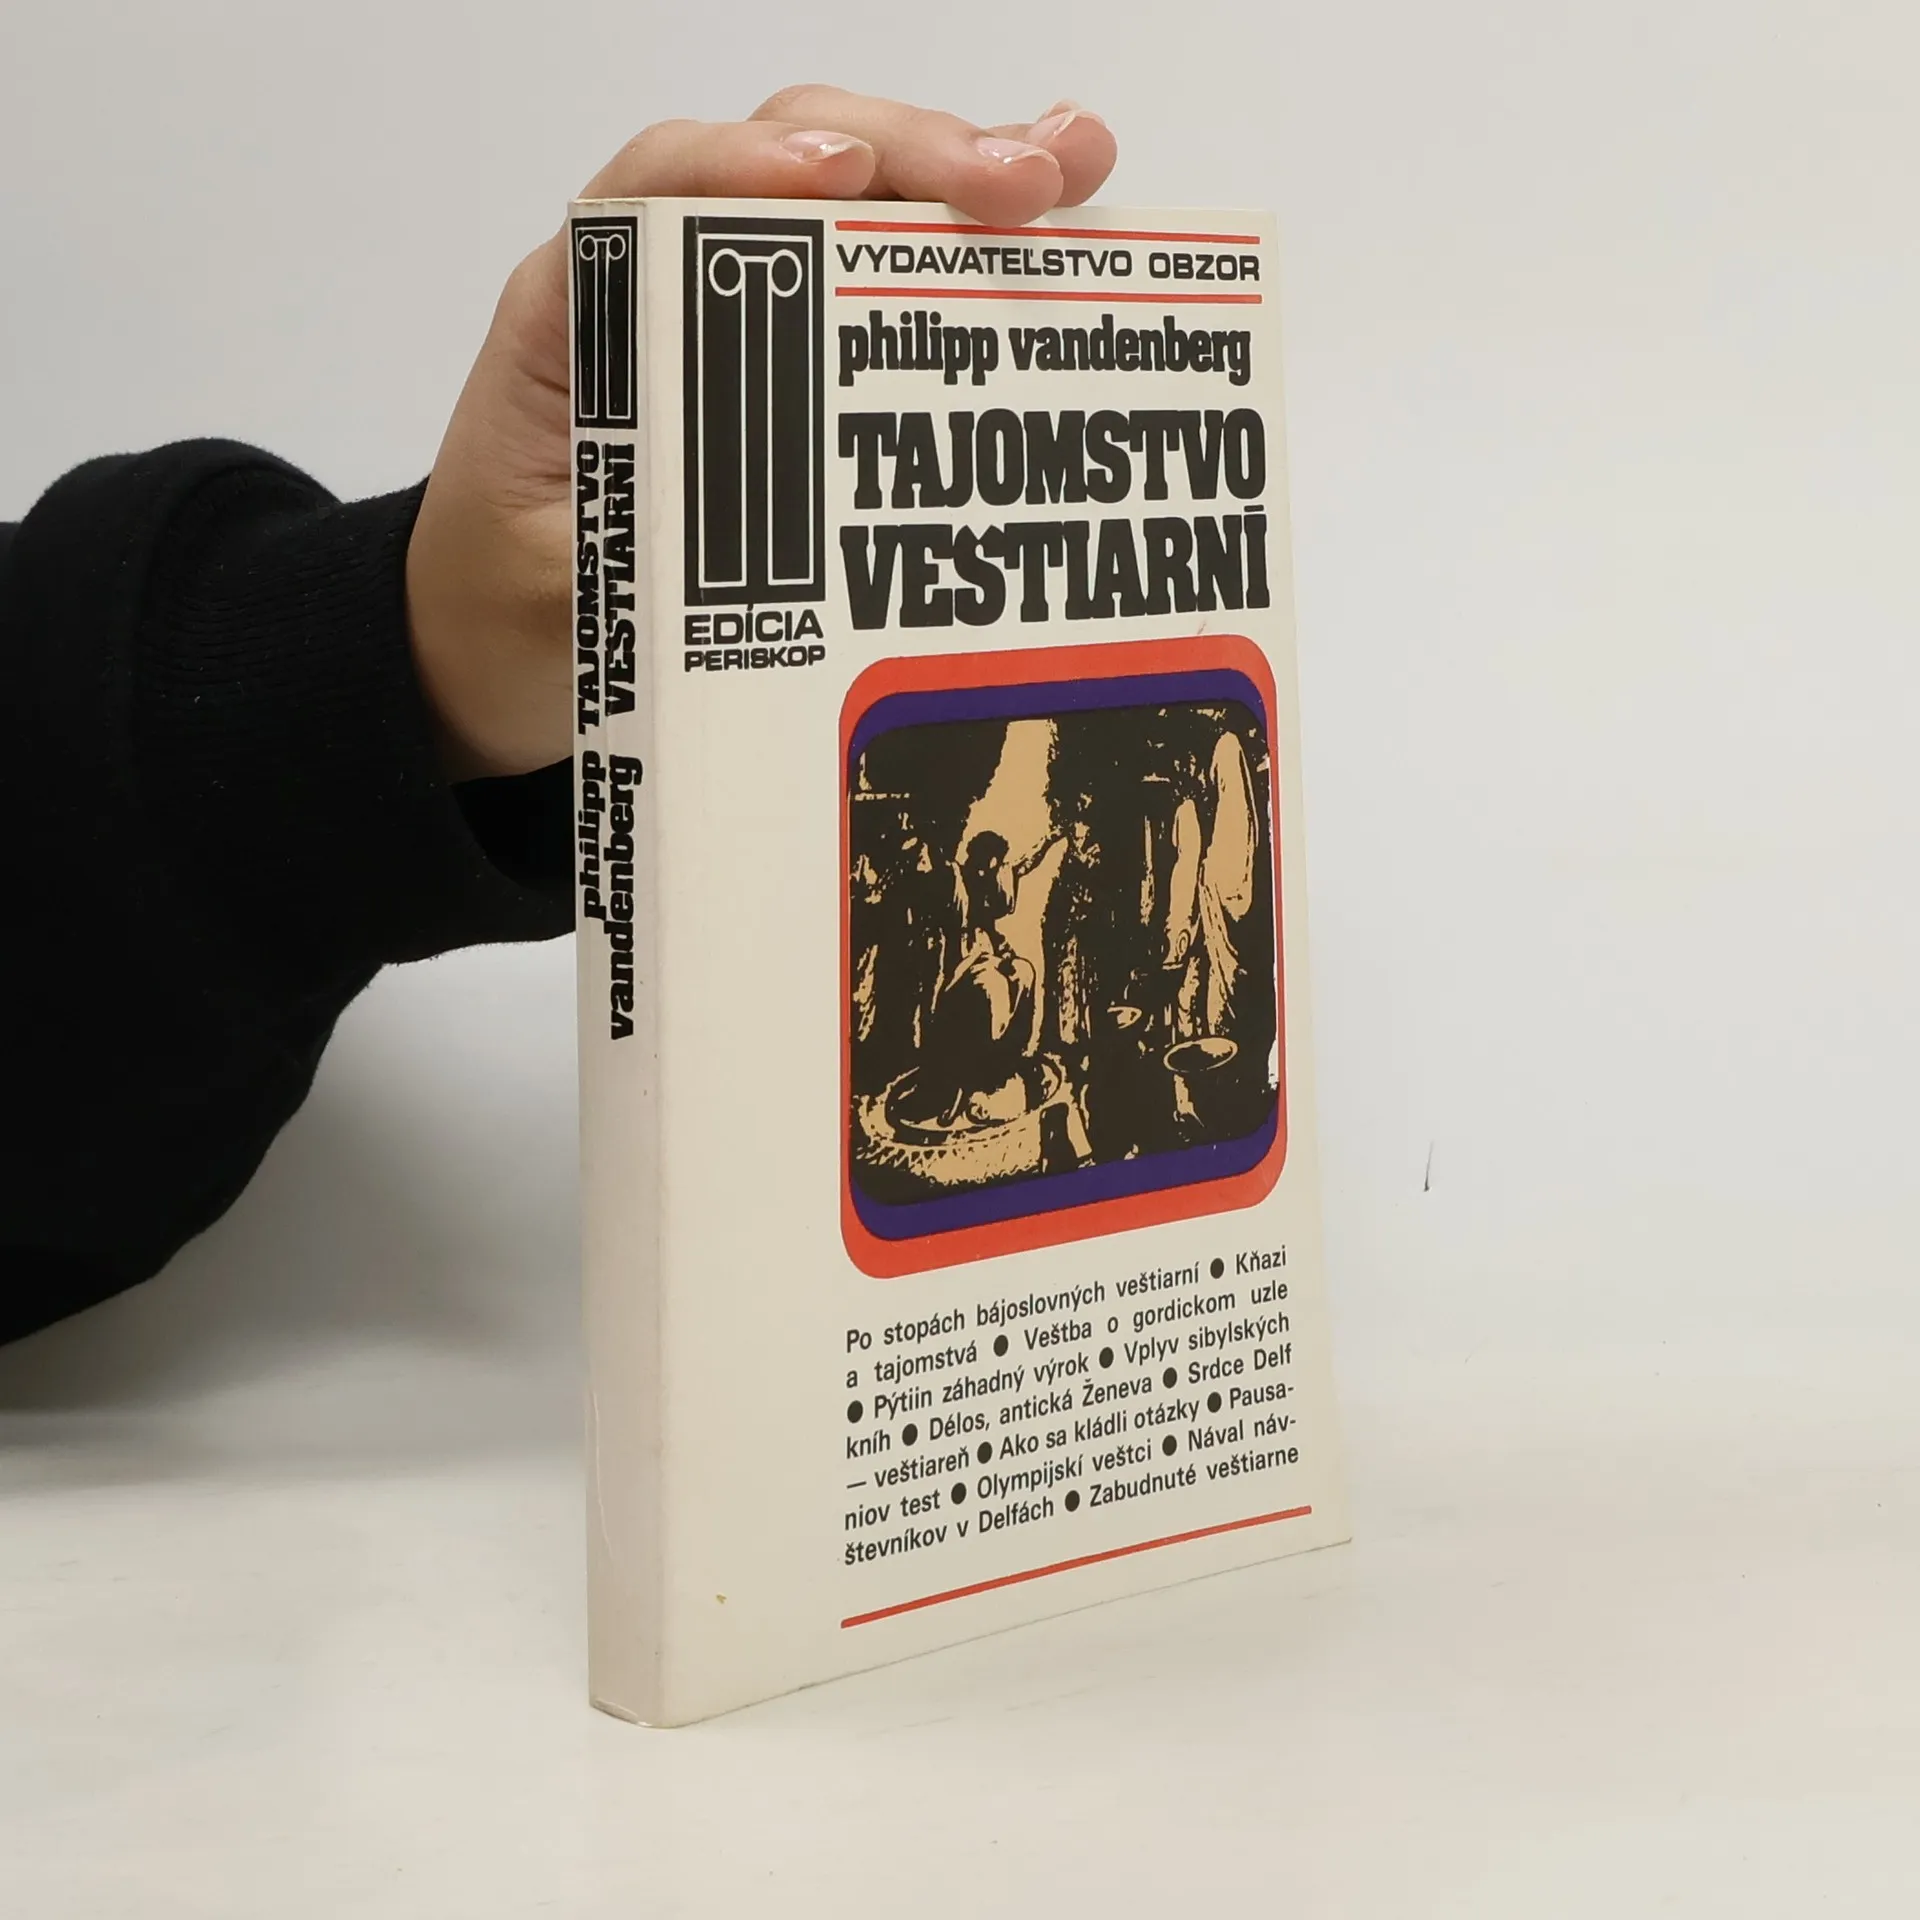 TAJOMSTVO
VEŠTIARNÍ
philipp
vandenberg
VYDAVATEĽSTVO OBZOR
philipp vandenberg
TAJOMSTVO
VEŠTIARNÍ
EDÍCIA
PERISKOP
Po stopách bájoslovných veštiarní ● Kňazi
a tajomstvá ● Veštba o gordickom uzle
● Pýtiin záhadný výrok ● Vplyv sibylských
kníh ● Délos, antická Ženeva ● Srdce Delf
— veštiareň ● Ako sa kládli otázky ● Pausa-
niov test ● Olympijskí veštci ● Nával náv-
števníkov v Delfách ● Zabudnuté veštiarne